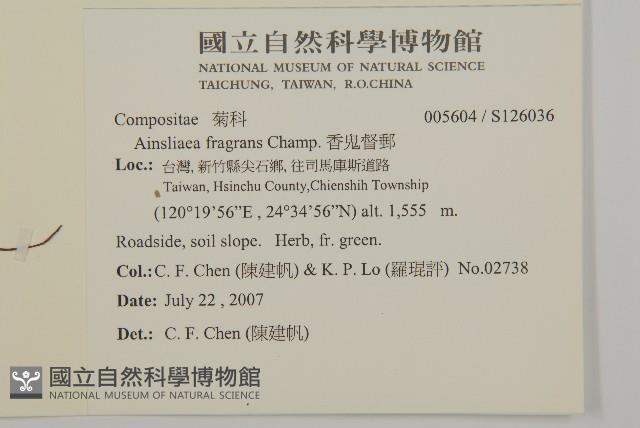 國立自然科學博物館
NATIONAL MUSEUM OF NATURAL SCIENCE
TAICHUNG, TAIWAN, R.O.CHINA
Compositae 菊科 005604 / S126036
Ainsliaea fragrans Champ. 香鬼督郵
Loc.: 台灣, 新竹縣尖石鄉, 往司馬庫斯道路
Taiwan, Hsinchu County,Chienshih Township
(120°19'56”E , 24°34'56”N) alt. 1,555 m.
Roadside, soil slope. Herb, fr. green.
Col.: C. F. Chen (陳建帆) & K. P. Lo (羅琨評) No.02738
Date: July 22 , 2007
Det.: C. F. Chen (陳建帆)
國立自然科學博物館
NATIONAL MUSEUM OF NATURAL SCIENCE